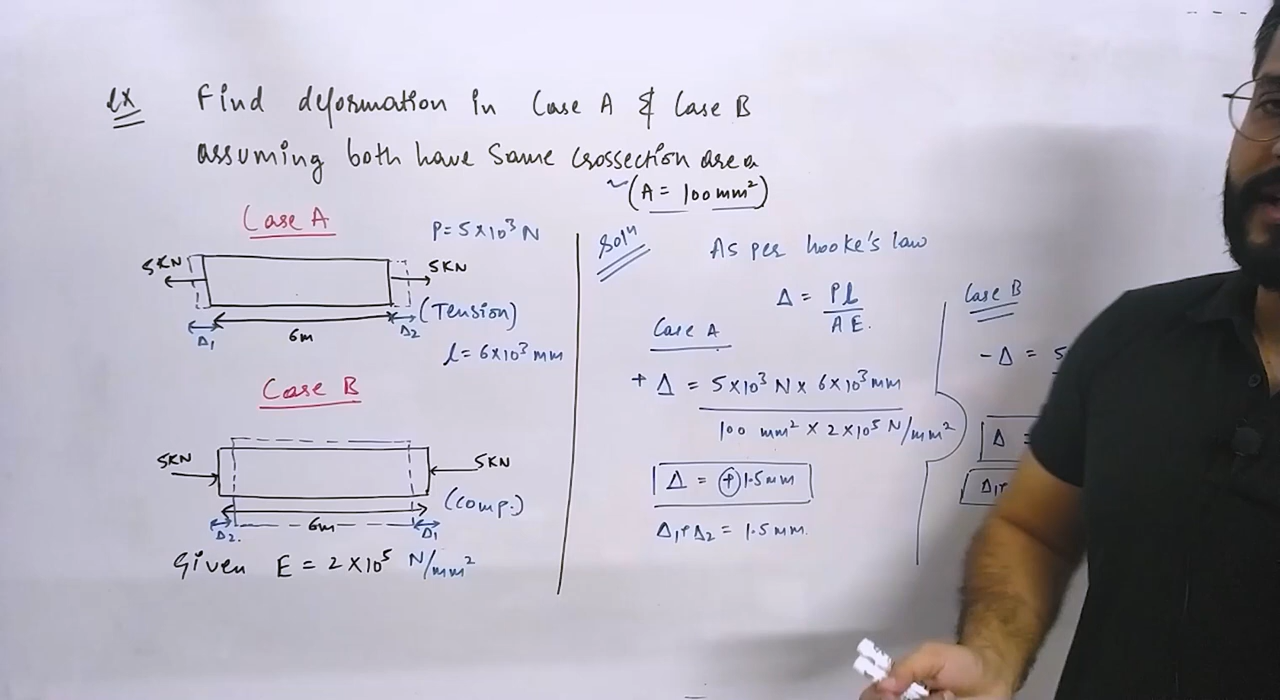 ex Find deformation in Case A & Case B
assuming both have same crossection area
(A = 100 mm²)
Case A
P = 5×10³ N
5KN
5KN
(Tension)
Δ₁
6m
Δ₂
l = 6×10³ mm
Case B
5KN
5KN
(Comp.)
Δ₂.
6m
Δ₁
Given E = 2×10⁵ N/mm²
Solⁿ
As per hooke's law
Δ = Pl
AE.
Case A
+ Δ = 5×10³ N × 6×10³ mm
100 mm² × 2×10⁵ N/mm²
Δ = + 1.5mm
Δ₁+Δ₂ = 1.5mm.
Case B
- Δ = 5
Δ =
Δ₁+